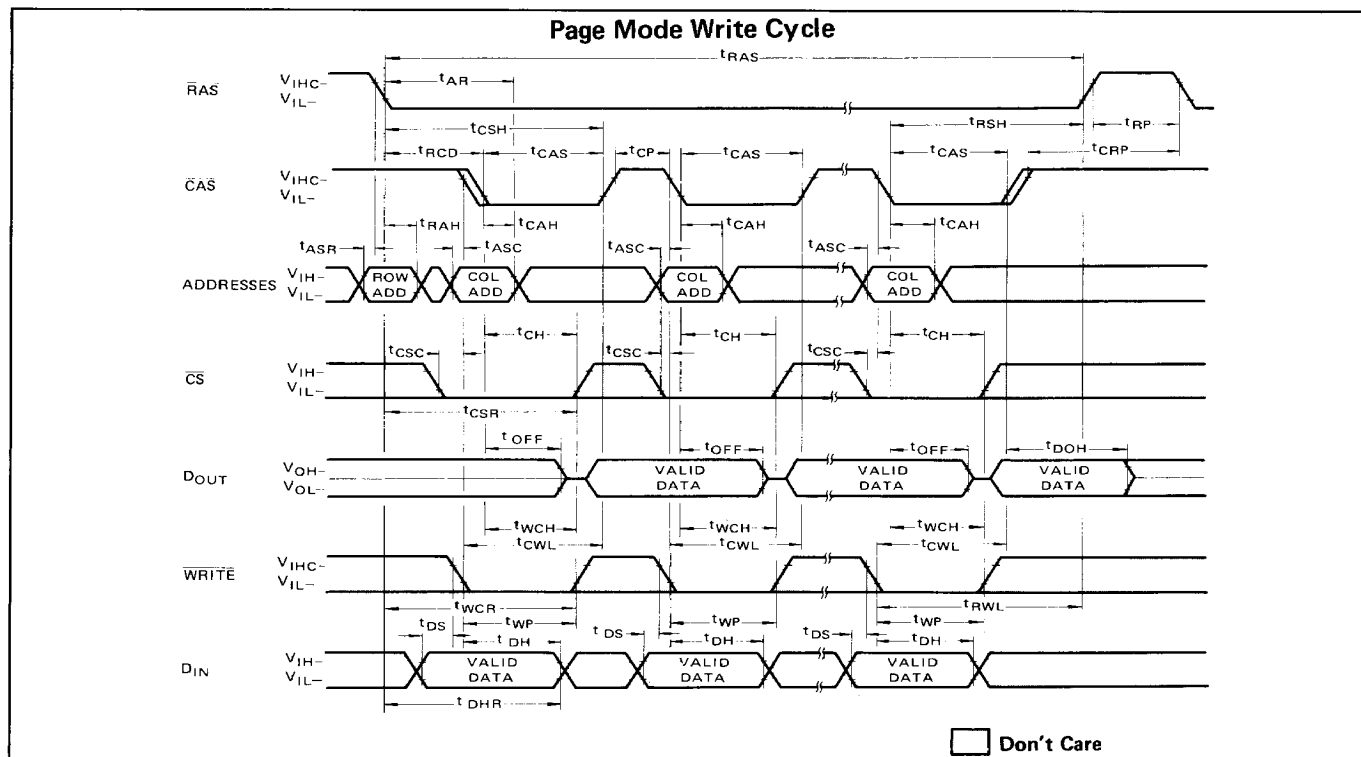 Page Mode Write Cycle
tRAS
RAS VIHC-
VIL-
tAR
tCSH tRSH tRP
tRCD tCAS tCP tCAS tCAS tCRP
CAS VIHC-
VIL-
tRAH tCAH tCAH tCAH
tASR tASC tASC tASC
ADDRESSES VIH-
VIL-
ROW ADD COL ADD COL ADD COL ADD
tCH tCH tCH
tCSC tCSC tCSC
CS VIH-
VIL-
tCSR
tOFF tOFF tOFF tDOH
DOUT VOH-
VOL-
VALID DATA VALID DATA VALID DATA
tWCH tWCH tWCH
tCWL tCWL tCWL
WRITE VIHC-
VIL-
tWCR tRWL
tWP tWP tWP
tDS tDH tDS tDH tDS tDH
DIN VIH-
VIL-
VALID DATA VALID DATA VALID DATA
tDHR
Don't Care